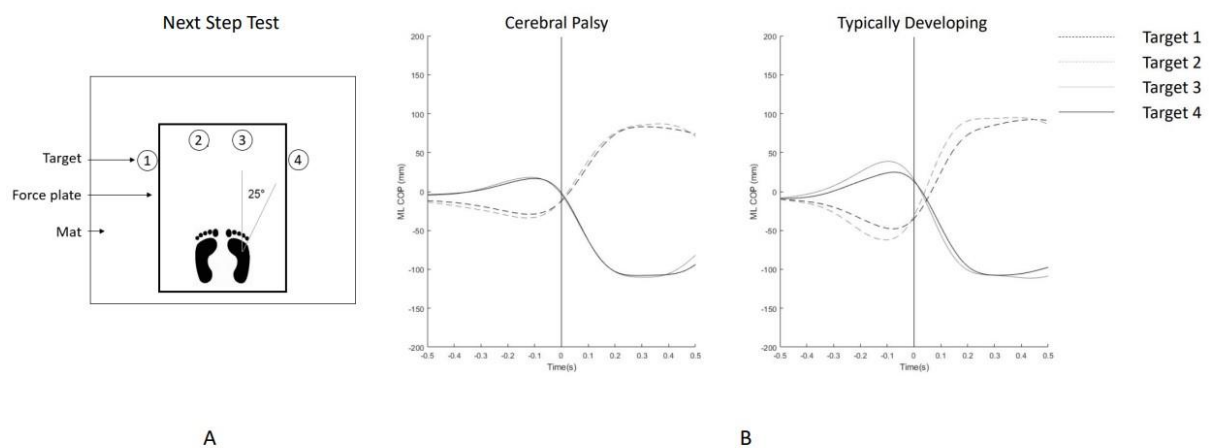 Next Step Test
1
2
3
4
25°
Target
Force plate
Mat
A
Cerebral Palsy
200
150
100
50
0
-50
-100
-150
-200
ML COP (mm)
-0.5 -0.4 -0.3 -0.2 -0.1 0 0.1 0.2 0.3 0.4 0.5
Time(s)
Typically Developing
200
150
100
50
0
-50
-100
-150
-200
ML COP (mm)
-0.5 -0.4 -0.3 -0.2 -0.1 0 0.1 0.2 0.3 0.4 0.5
Time(s)
Target 1
Target 2
Target 3
Target 4
B